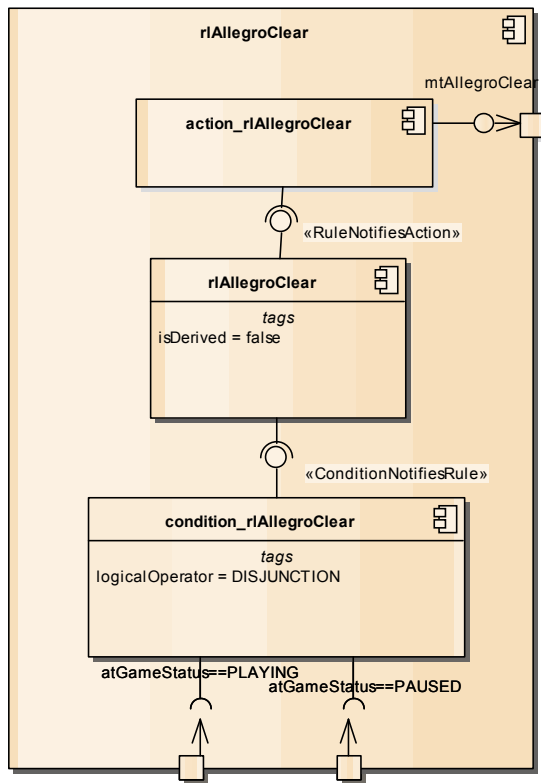 rlAllegroClear
mtAllegroClear
action_rlAllegroClear
«RuleNotifiesAction»
rlAllegroClear
tags
isDerived = false
«ConditionNotifiesRule»
condition_rlAllegroClear
tags
logicalOperator = DISJUNCTION
atGameStatus==PLAYING
atGameStatus==PAUSED